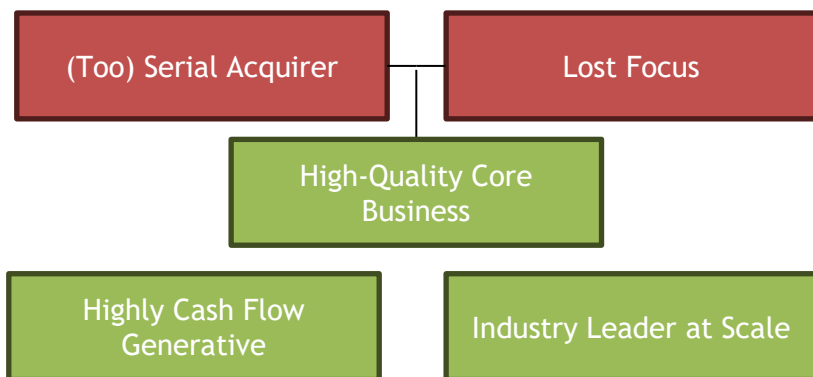 (Too) Serial Acquirer
Lost Focus
High-Quality Core
Business
Highly Cash Flow
Generative
Industry Leader at Scale